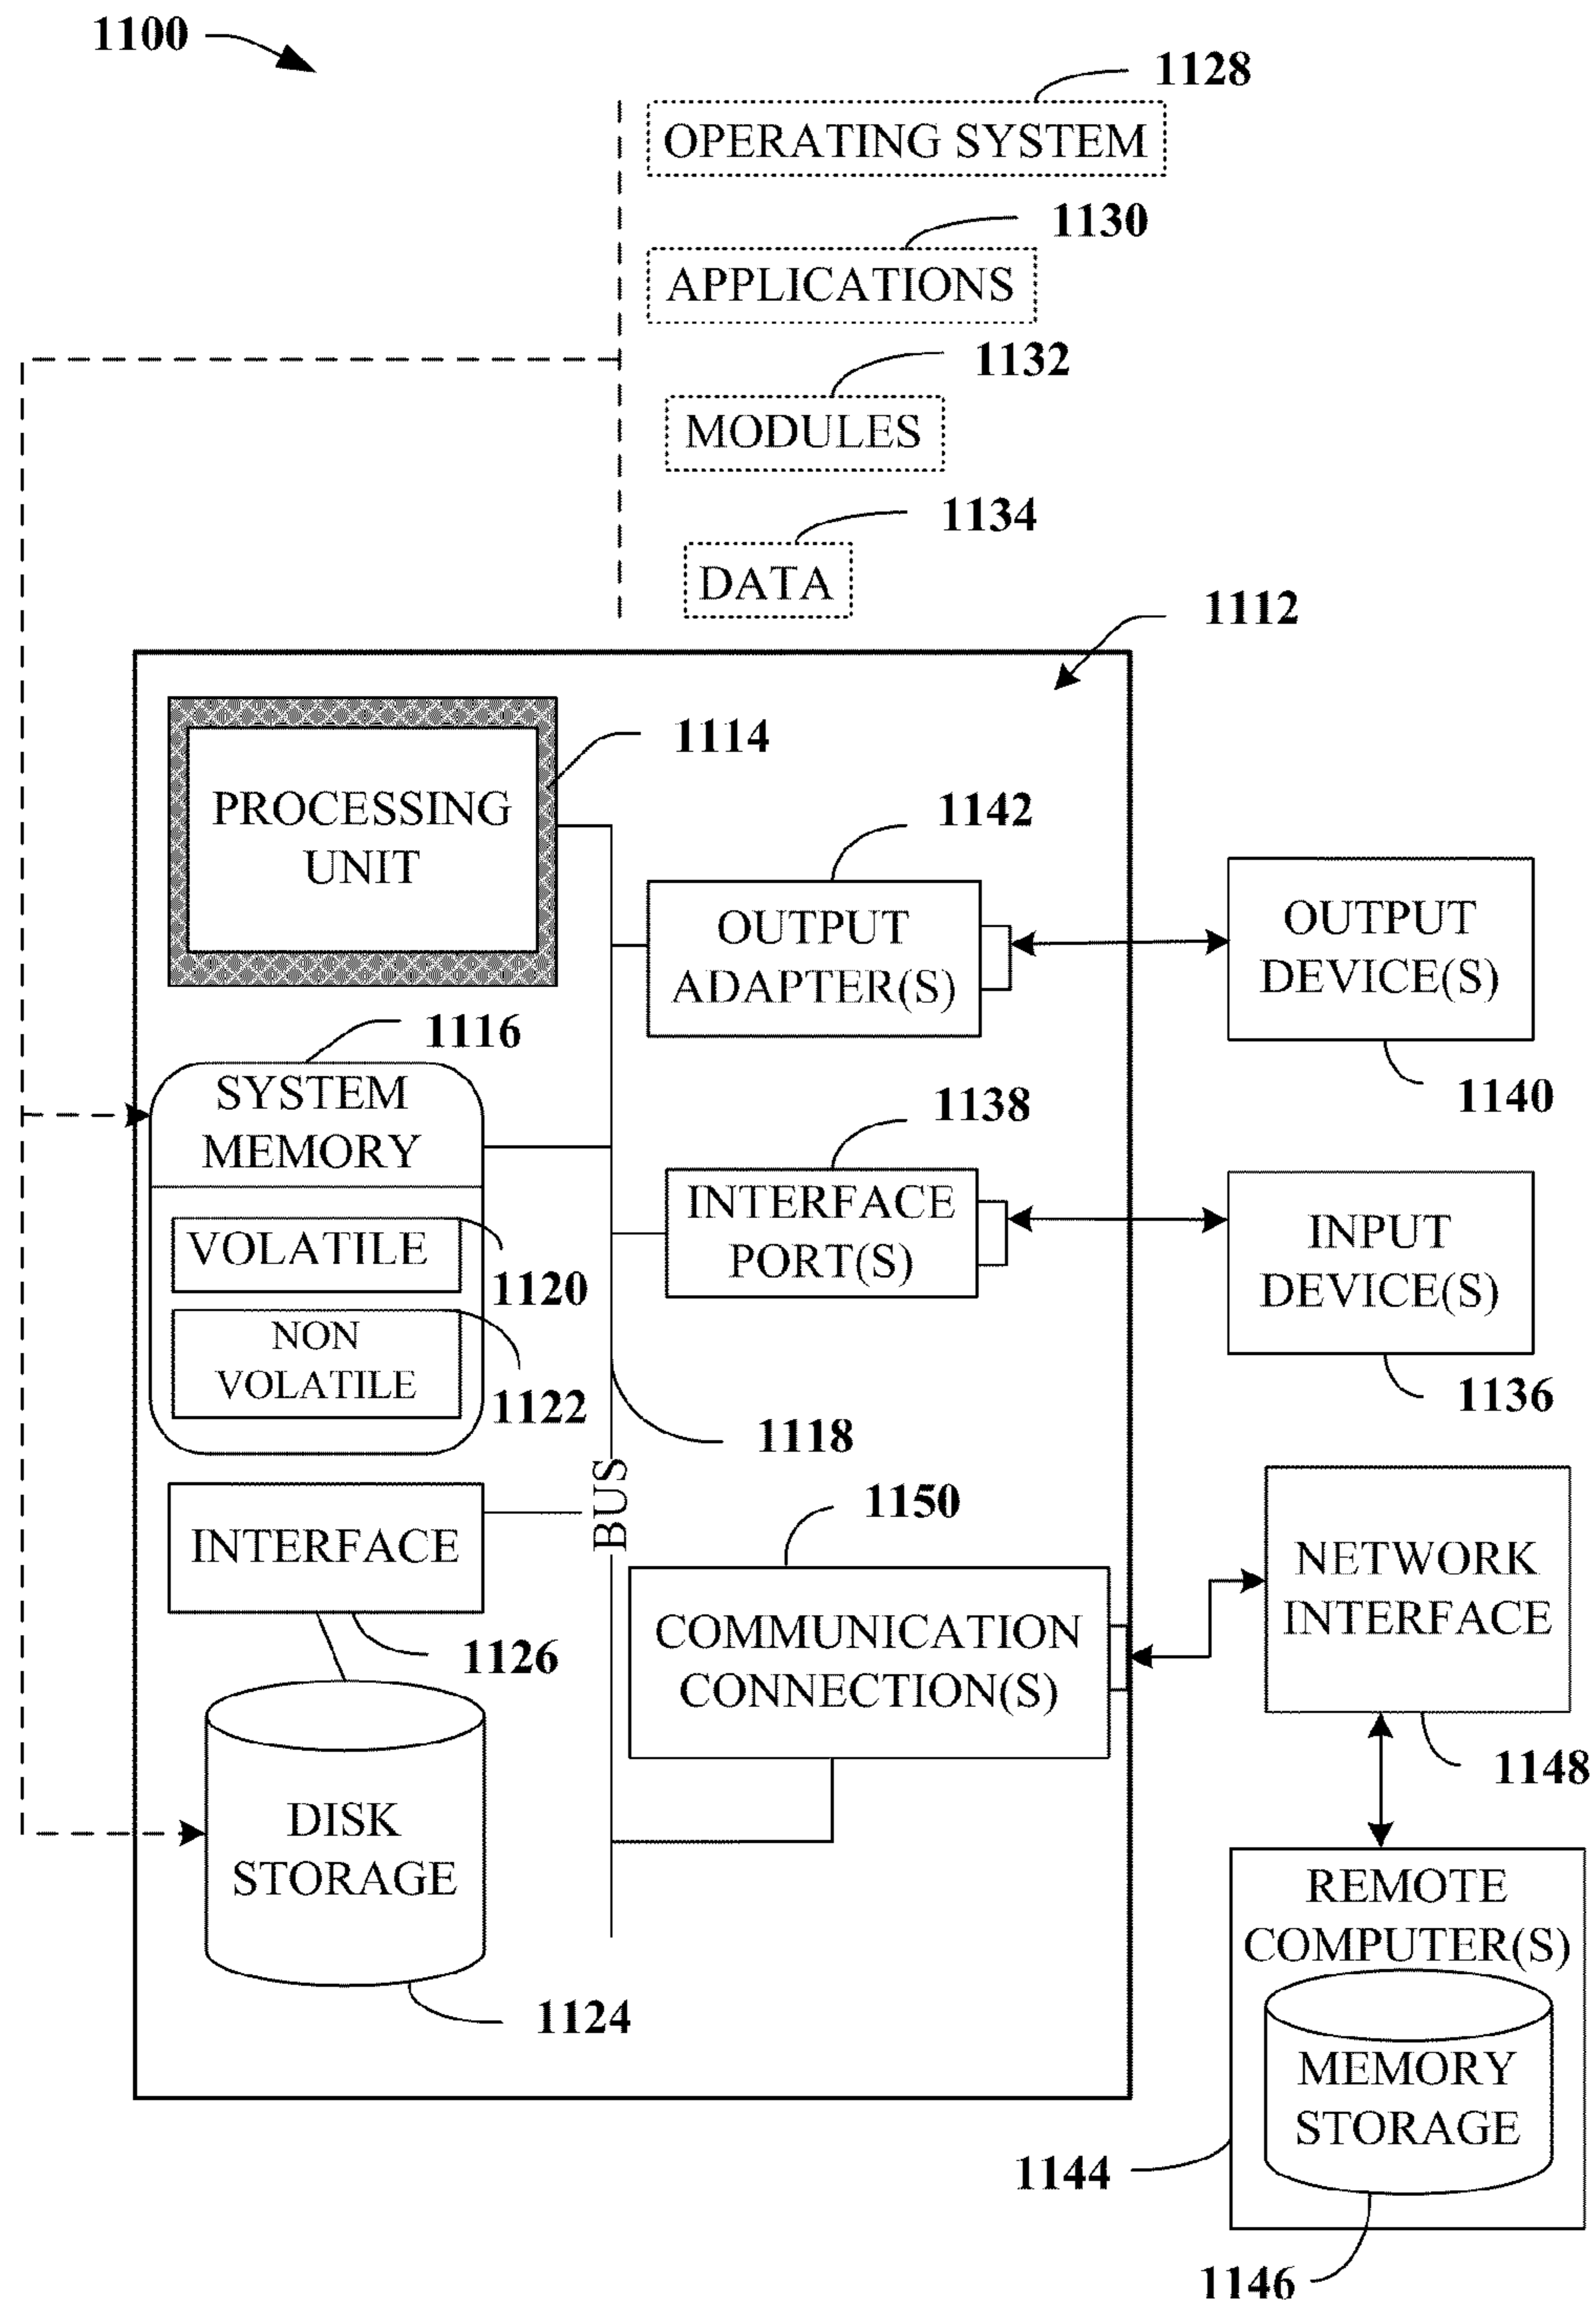 1100
1128
OPERATING SYSTEM
1130
APPLICATIONS
1132
MODULES
1134
DATA
1112
PROCESSING
UNIT
1114
1142
OUTPUT
ADAPTER(S)
OUTPUT
DEVICE(S)
1140
1116
SYSTEM
MEMORY
VOLATILE
1120
NON
VOLATILE
1122
1138
INTERFACE
PORT(S)
INPUT
DEVICE(S)
1136
1118
BUS
INTERFACE
1126
1150
COMMUNICATION
CONNECTION(S)
NETWORK
INTERFACE
1148
DISK
STORAGE
1124
REMOTE
COMPUTER(S)
MEMORY
STORAGE
1144
1146